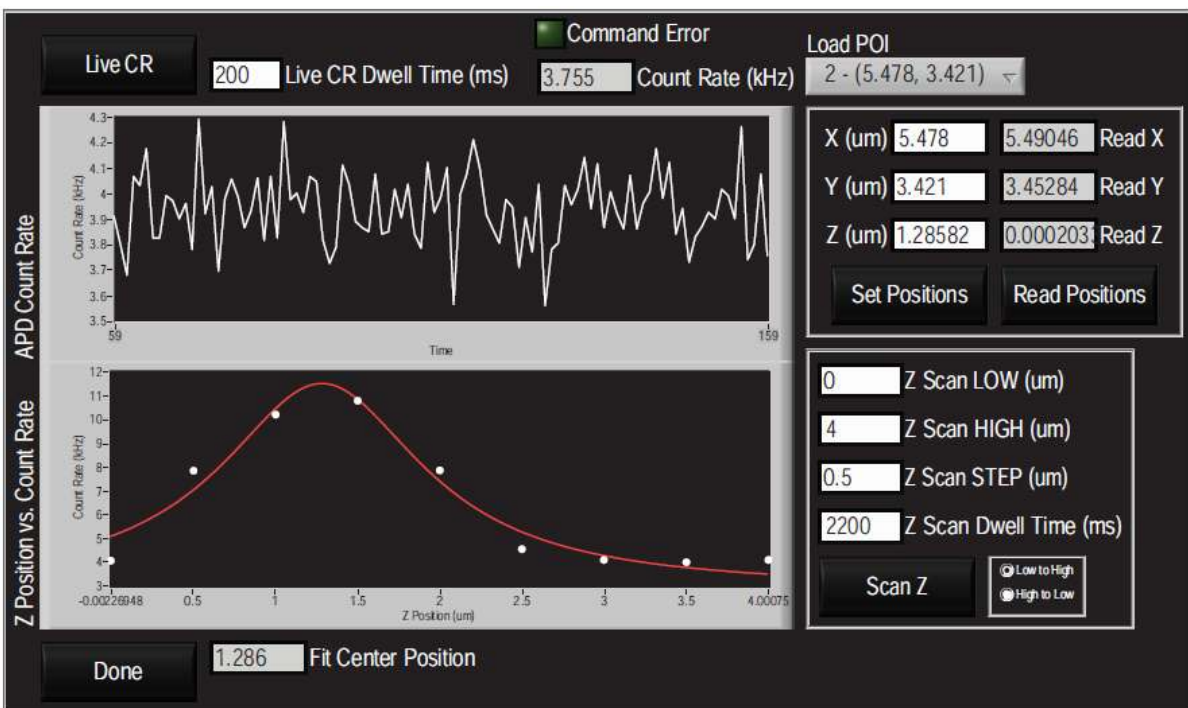 Command Error
Live CR
200 Live CR Dwell Time (ms)
3.755 Count Rate (kHz)
Load POI
2 - (5.478, 3.421)
APD Count Rate
Count Rate (kHz)
4.3
4.2
4.1
4
3.9
3.8
3.7
3.6
3.5
59 159
Time
X (um) 5.478 5.49046 Read X
Y (um) 3.421 3.45284 Read Y
Z (um) 1.28582 0.0002033 Read Z
Set Positions Read Positions
Z Position vs. Count Rate
Count Rate (kHz)
12
11
10
9
8
7
6
5
4
3
-0.00226948 0.5 1 1.5 2 2.5 3 3.5 4.00075
Z Position (um)
0 Z Scan LOW (um)
4 Z Scan HIGH (um)
0.5 Z Scan STEP (um)
2200 Z Scan Dwell Time (ms)
Scan Z
Low to High
High to Low
Done
1.286 Fit Center Position